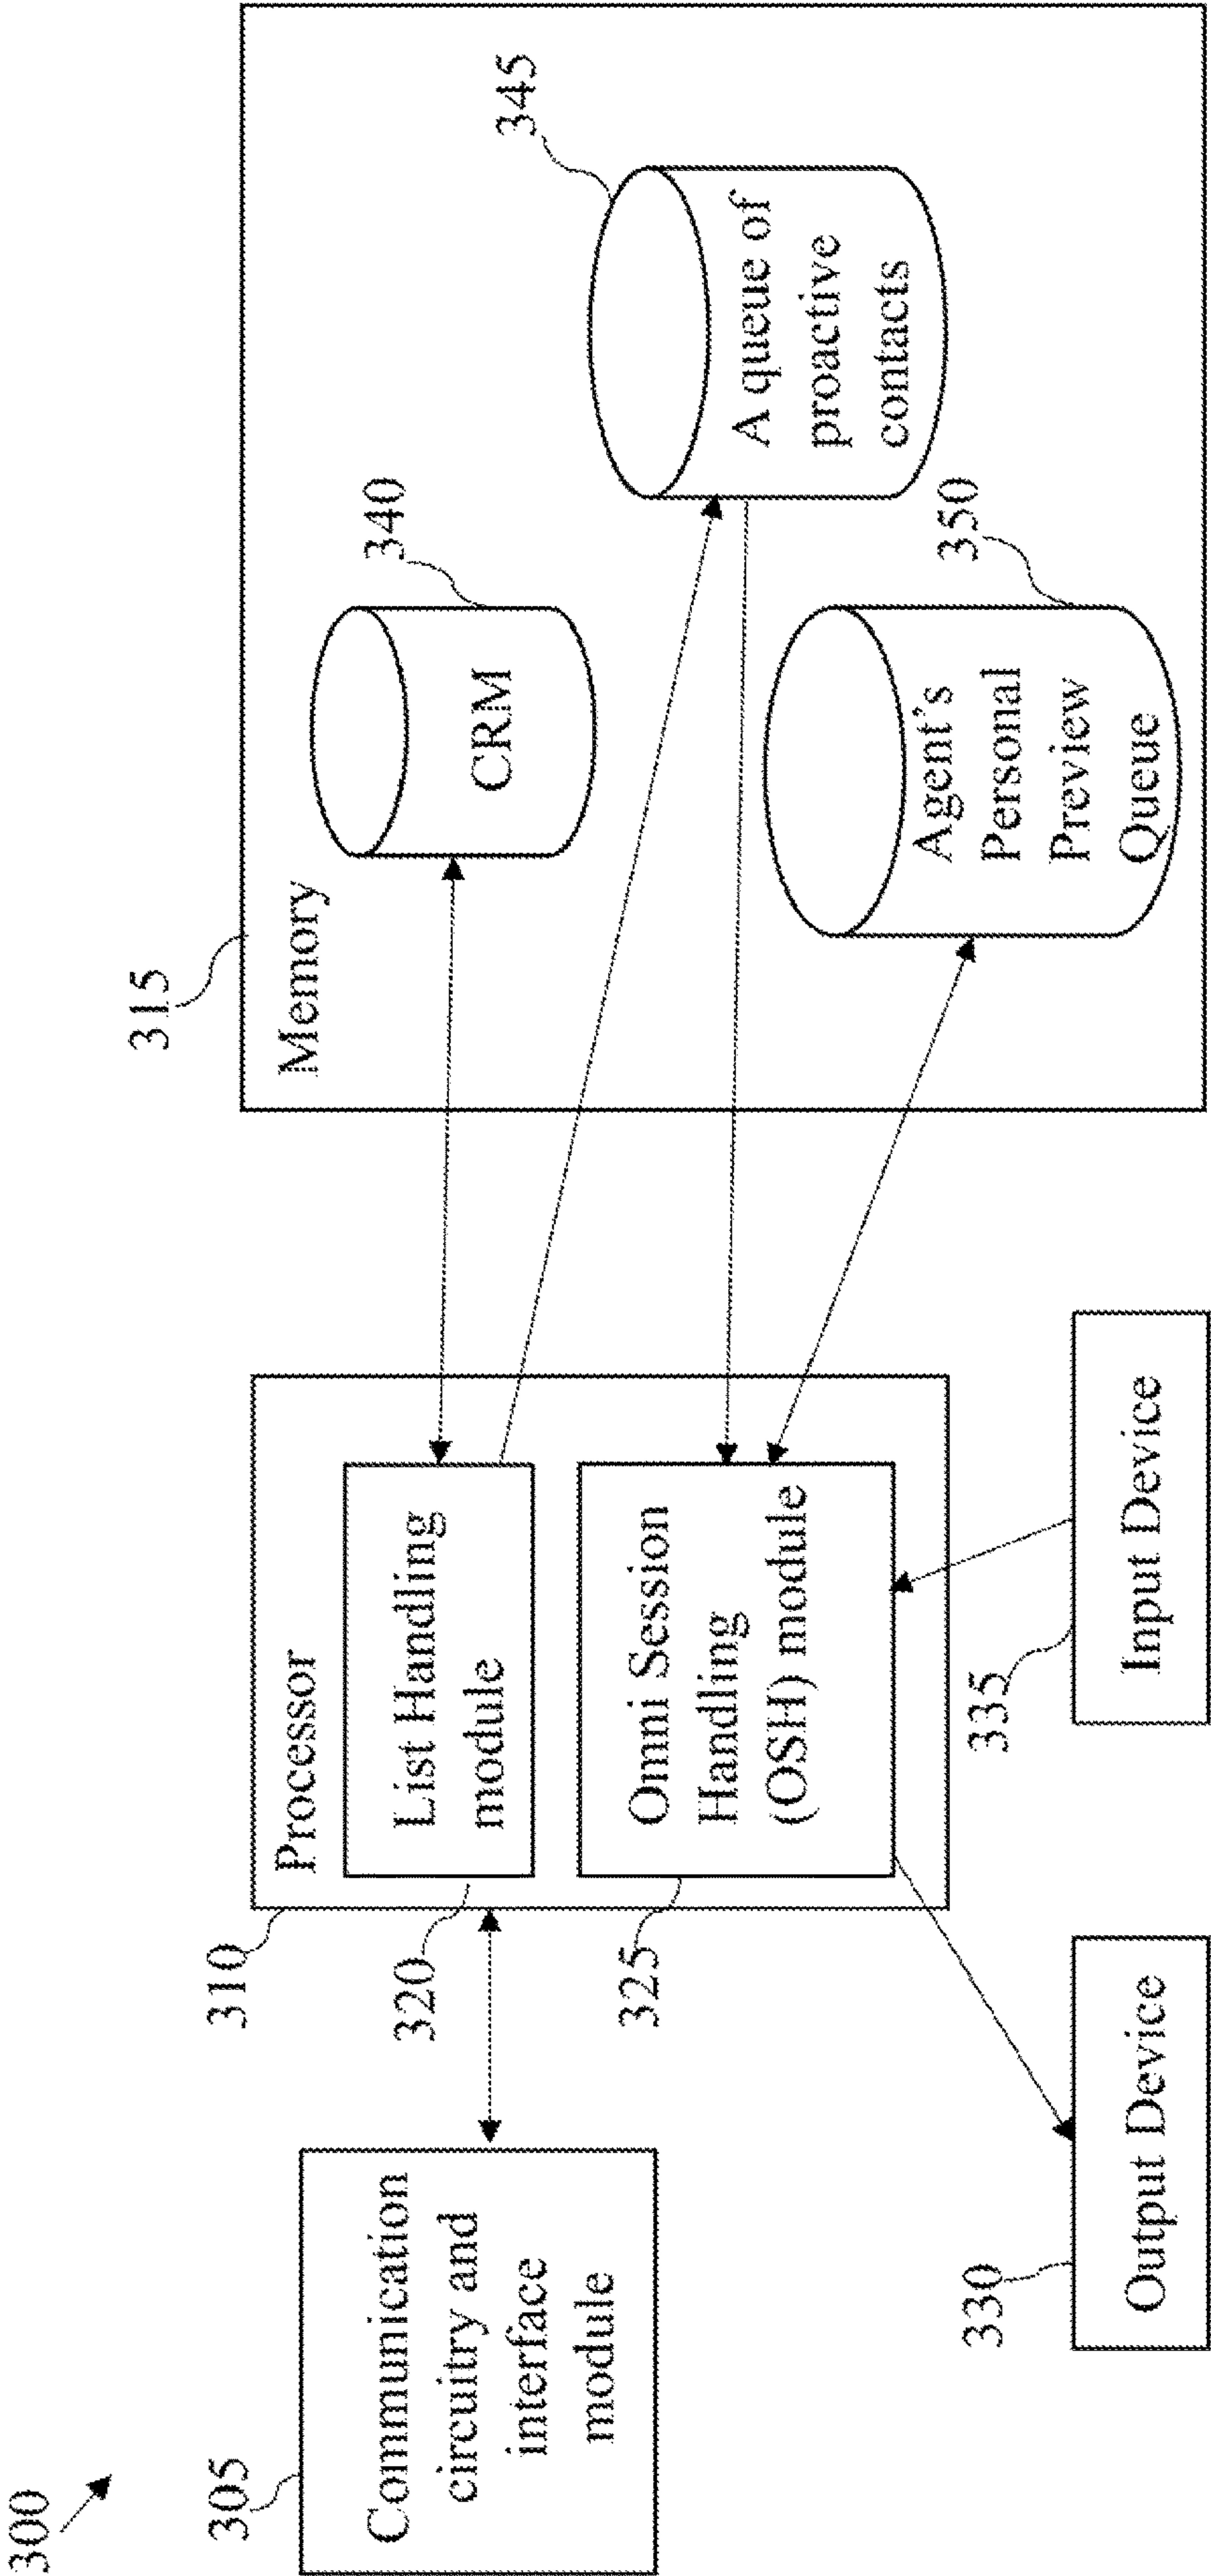 300
305
Communication
circuitry and
interface
module
310
Processor
320
List Handling
module
325
Omni Session
Handling
(OSH) module
330
Output Device
335
Input Device
315
Memory
340
CRM
345
A queue of
proactive
contacts
350
Agent's
Personal
Preview
Queue